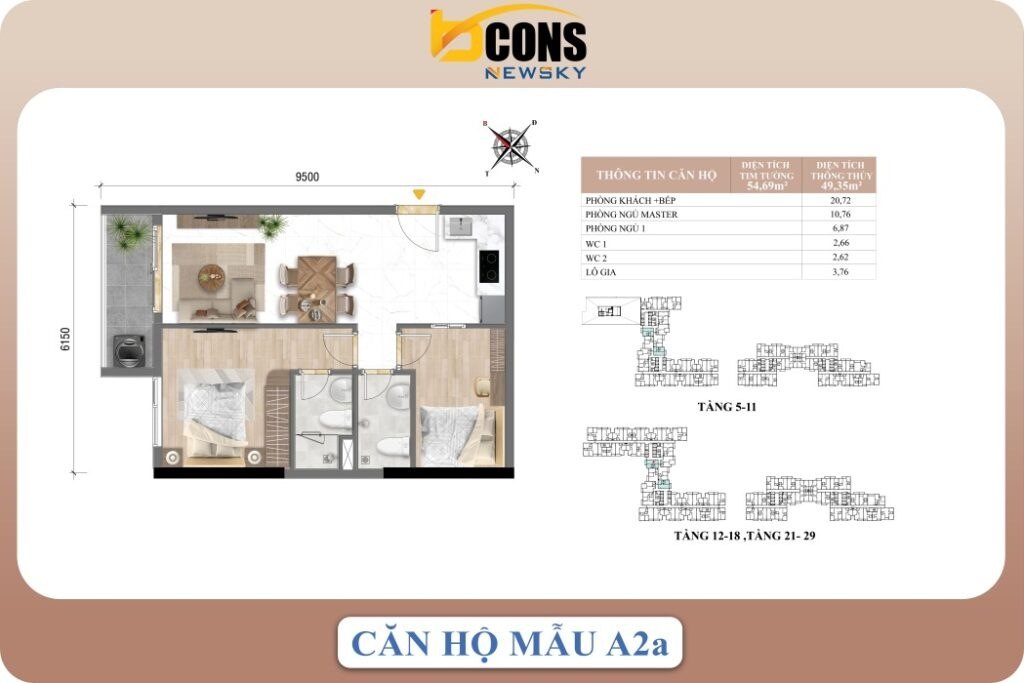 bCONS
NEWSKY
B
Đ
T
N
9500
6150
THÔNG TIN CĂN HỘ
DIỆN TÍCH
TIM TƯỜNG
54,69m²
DIỆN TÍCH
THÔNG THỦY
49,35m²
PHÒNG KHÁCH +BẾP 20,72
PHÒNG NGỦ MASTER 10,76
PHÒNG NGỦ 1 6,87
WC 1 2,66
WC 2 2,62
LÔ GIA 3,76
TẦNG 5-11
TẦNG 12-18 ,TẦNG 21- 29
CĂN HỘ MẪU A2a